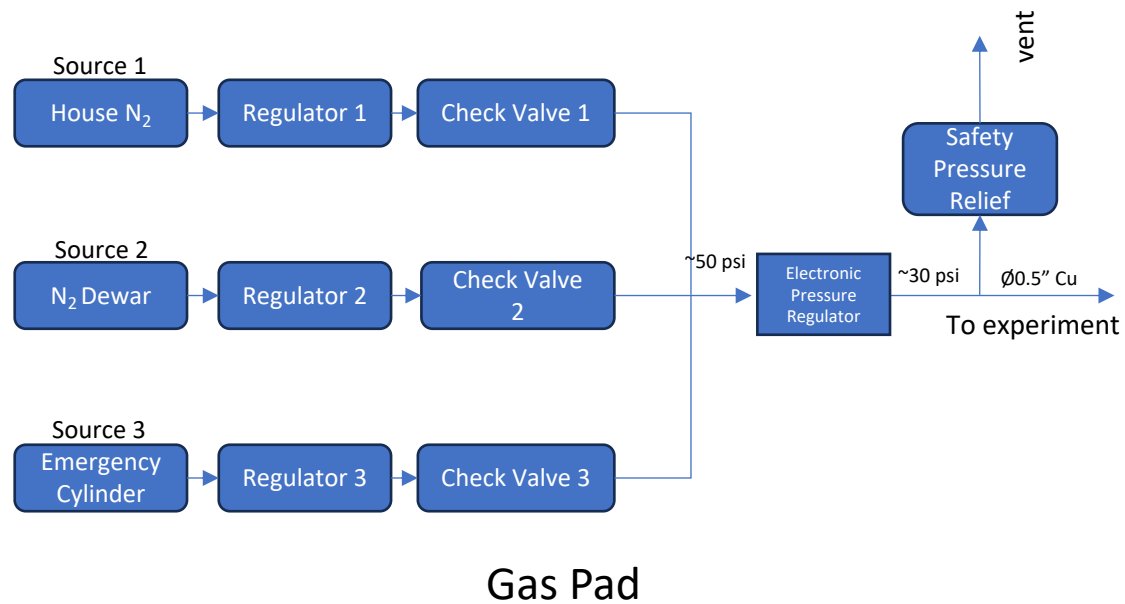 Source 1
House N₂
Regulator 1
Check Valve 1
vent
Safety
Pressure
Relief
Source 2
N₂ Dewar
Regulator 2
Check Valve
2
~50 psi
Electronic
Pressure
Regulator
~30 psi
Ø0.5” Cu
To experiment
Source 3
Emergency
Cylinder
Regulator 3
Check Valve 3
Gas Pad